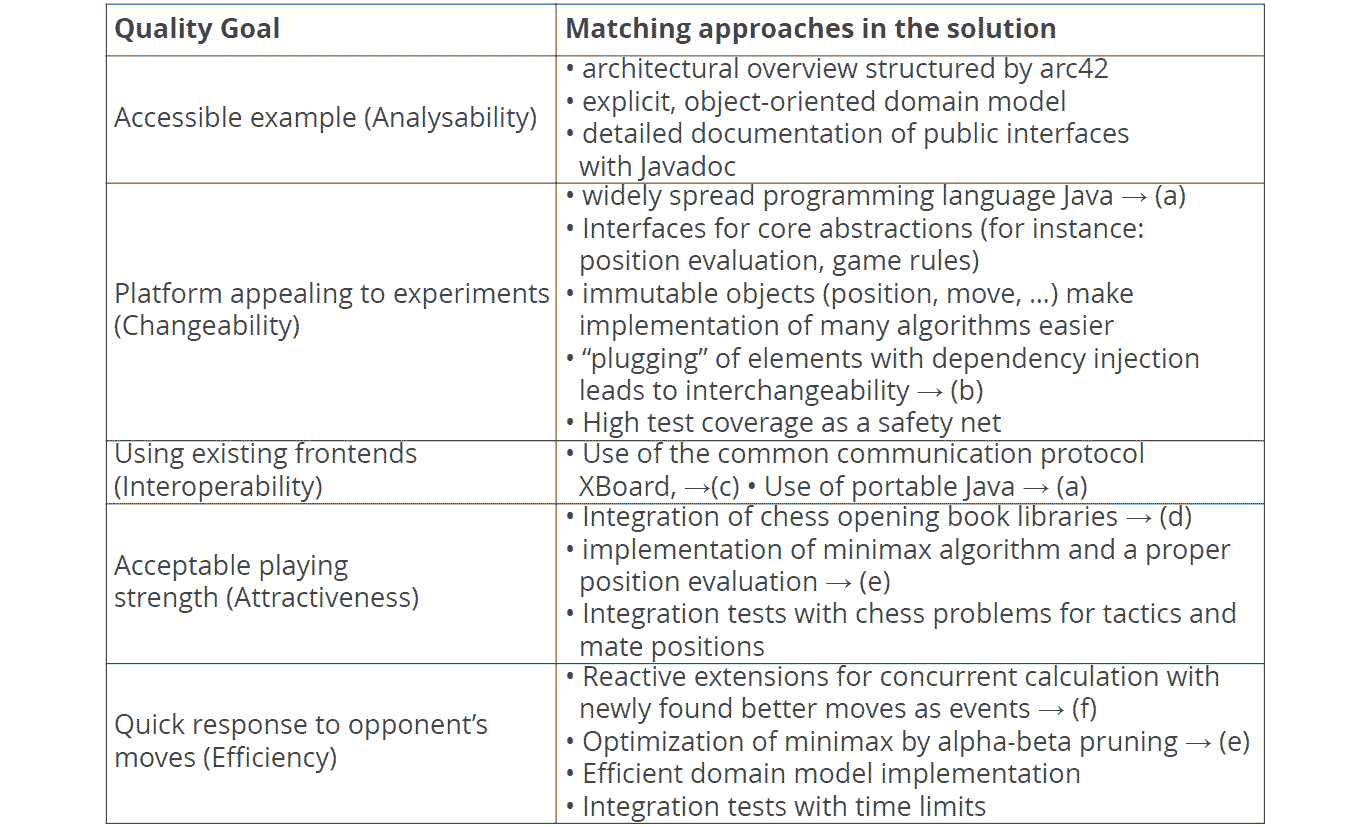 Quality Goal
Matching approaches in the solution
Accessible example (Analysability)
• architectural overview structured by arc42
• explicit, object-oriented domain model
• detailed documentation of public interfaces
with Javadoc
Platform appealing to experiments
(Changeability)
• widely spread programming language Java → (a)
• Interfaces for core abstractions (for instance:
position evaluation, game rules)
• immutable objects (position, move, ...) make
implementation of many algorithms easier
• “plugging” of elements with dependency injection
leads to interchangeability → (b)
• High test coverage as a safety net
Using existing frontends
(Interoperability)
• Use of the common communication protocol
XBoard, →(c) • Use of portable Java → (a)
Acceptable playing
strength (Attractiveness)
• Integration of chess opening book libraries → (d)
• implementation of minimax algorithm and a proper
position evaluation → (e)
• Integration tests with chess problems for tactics and
mate positions
Quick response to opponent’s
moves (Efficiency)
• Reactive extensions for concurrent calculation with
newly found better moves as events → (f)
• Optimization of minimax by alpha-beta pruning → (e)
• Efficient domain model implementation
• Integration tests with time limits